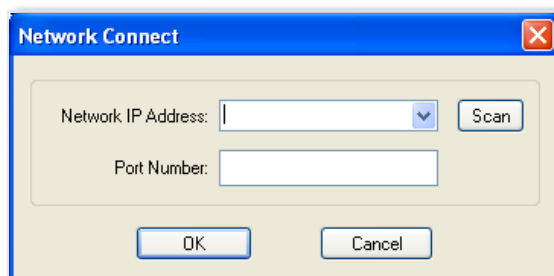 Network Connect
Network IP Address:
Scan
Port Number:
OK
Cancel